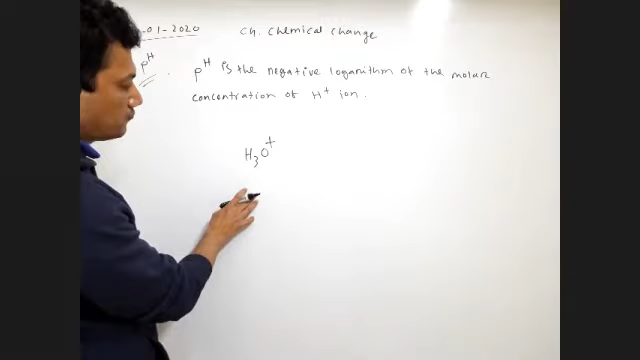 -01-2020 Ch. Chemical change
pH. pH is the negative logarithm of the molar
concentration of H+ ion.
H3O+